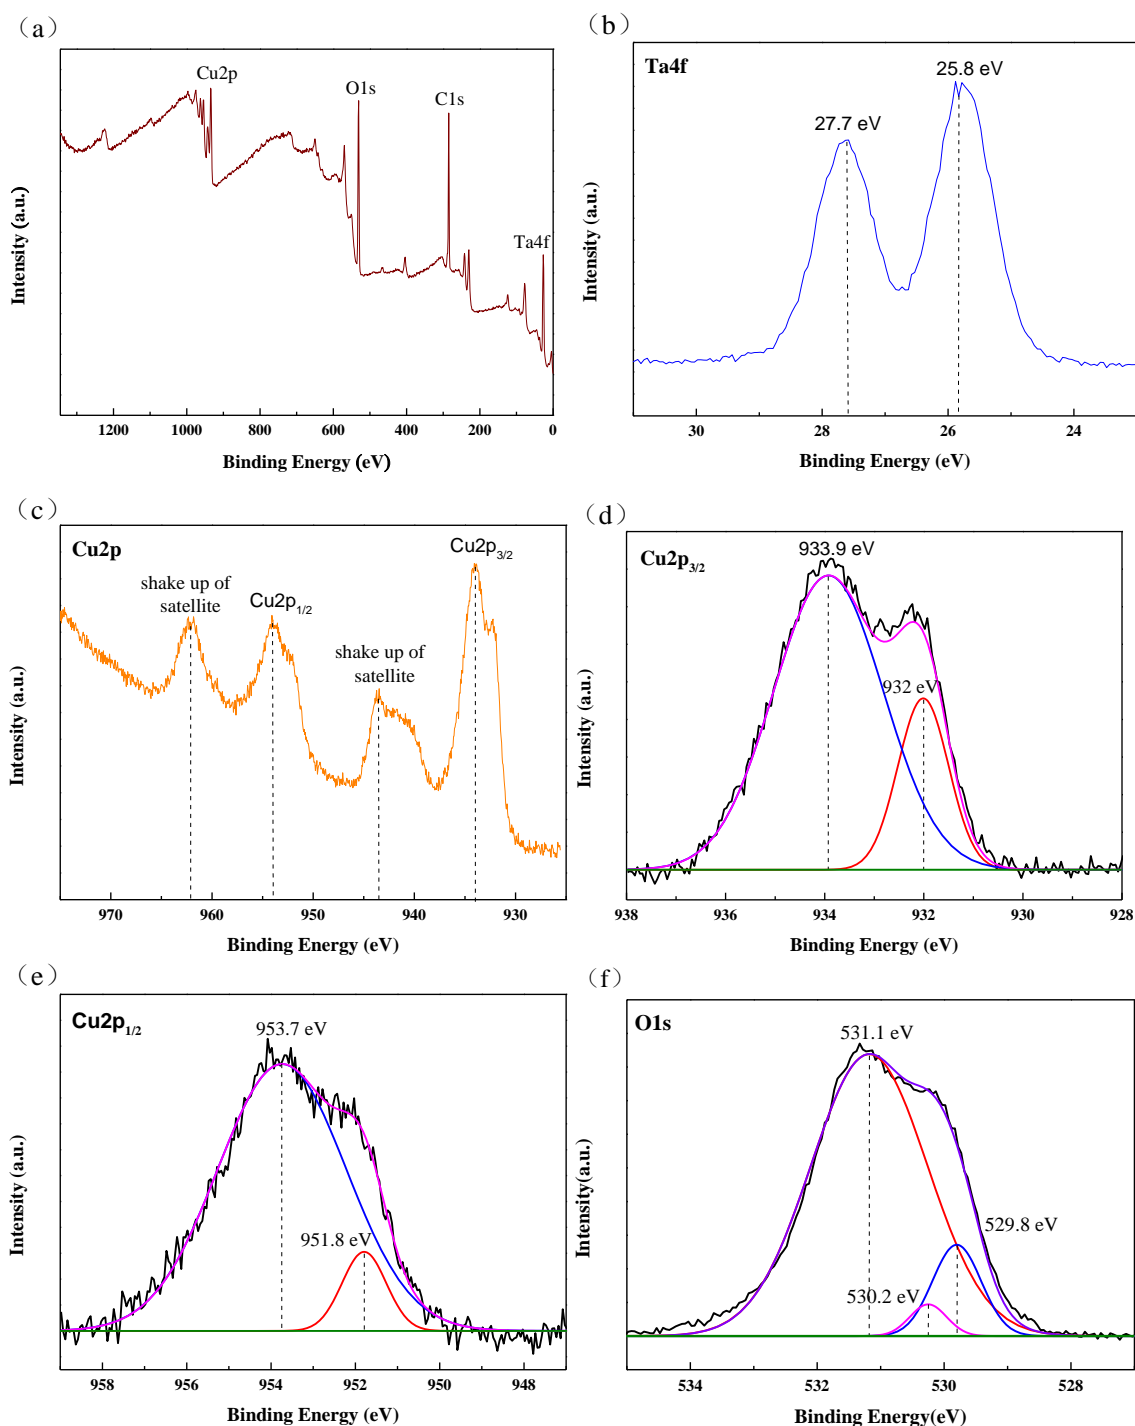 （a）
Cu2p
O1s
C1s
Ta4f
Intensity (a.u.)
1200 1000 800 600 400 200 0
Binding Energy (eV)
（b）
Ta4f
25.8 eV
27.7 eV
Intensity (a.u.)
30 28 26 24
Binding Energy (eV)
（c）
Cu2p
Cu2p3/2
shake up of
satellite
Cu2p1/2
shake up of
satellite
Intensity (a.u.)
970 960 950 940 930
Binding Energy (eV)
（d）
Cu2p3/2
933.9 eV
932 eV
Intensity (a.u.)
938 936 934 932 930 928
Binding Energy (eV)
（e）
Cu2p1/2
953.7 eV
951.8 eV
Intensity (a.u.)
958 956 954 952 950 948
Binding Energy (eV)
（f）
O1s
531.1 eV
529.8 eV
530.2 eV
Intensity(a.u.)
534 532 530 528
Binding Energy(eV)